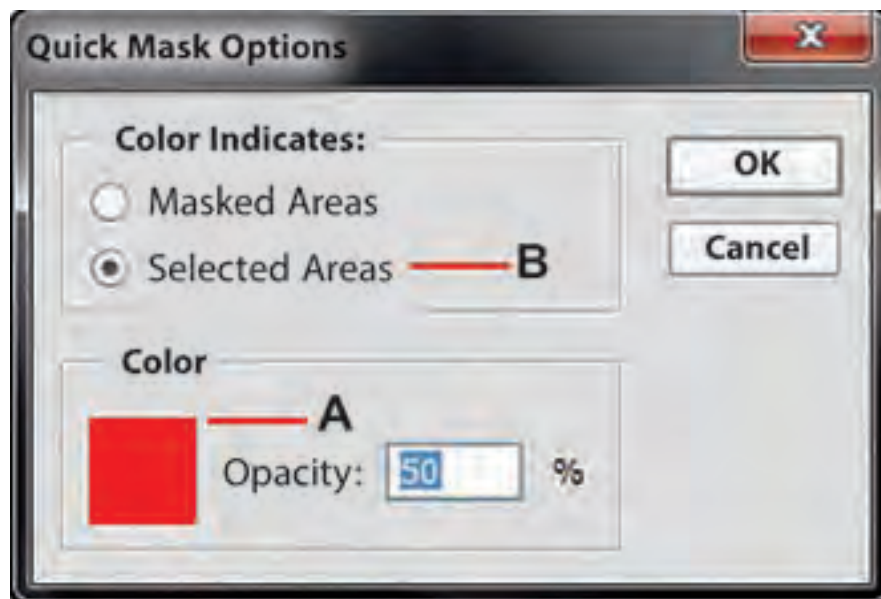 Quick Mask Options
Color Indicates:
Masked Areas
Selected Areas B
OK
Cancel
Color
A
Opacity: 50 %